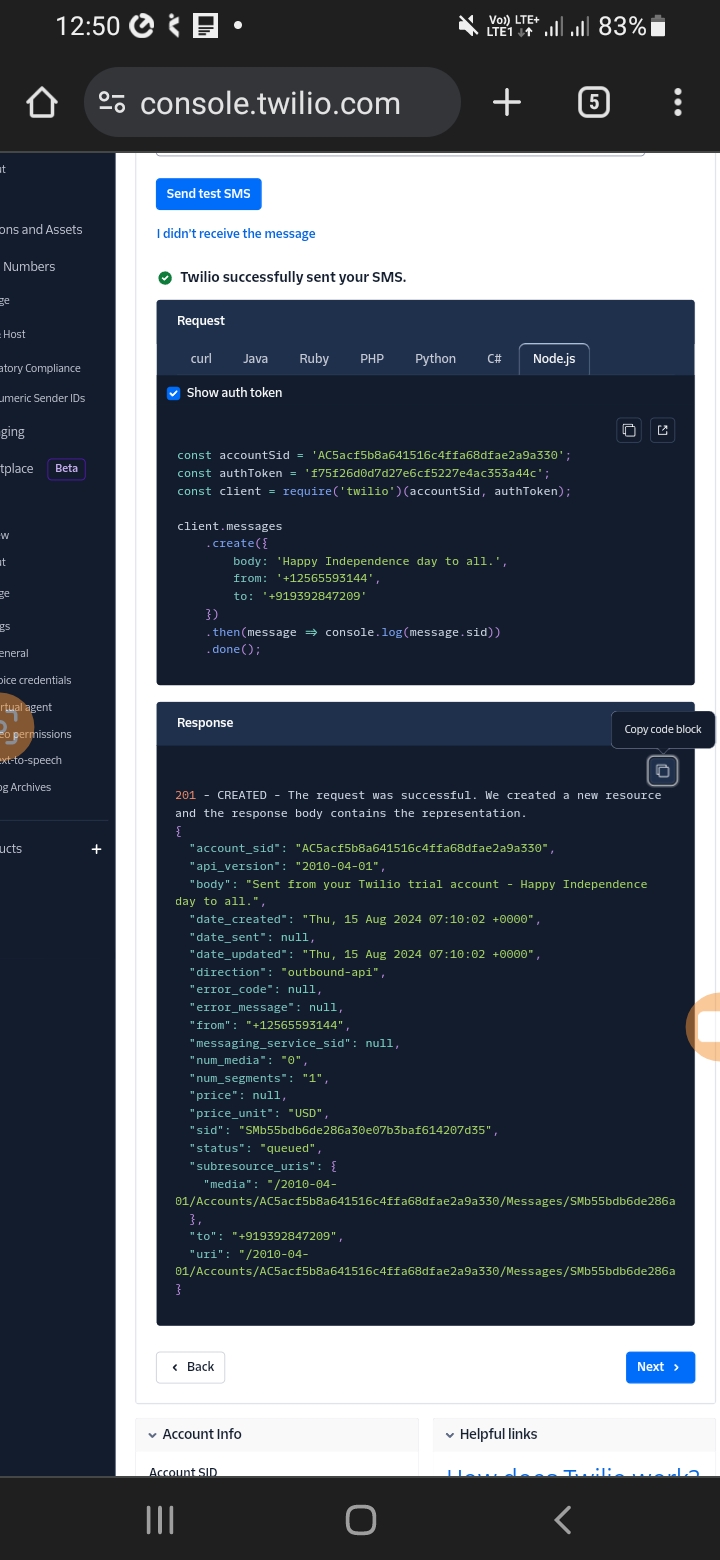 12:50
Vo)) LTE+
LTE1
83%
console.twilio.com
5
ut
Send test SMS
I didn't receive the message
ons and Assets
Numbers
Twilio successfully sent your SMS.
ge
Request
Host
curl Java Ruby PHP Python C# Node.js
atory Compliance
Show auth token
umeric Sender IDs
ging
const accountSid = 'AC5acf5b8a641516c4ffa68dfae2a9a330';
tplace Beta
const authToken = 'f75f26d0d7d27e6cf5227e4ac353a44c';
const client = require('twilio')(accountSid, authToken);
client.messages
.create({
body: 'Happy Independence day to all.',
from: '+12565593144',
to: '+919392847209'
})
.then(message => console.log(message.sid))
.done();
ew
ut
ge
gs
eneral
oice credentials
rtual agent
eo permissions
ext-to-speech
og Archives
ucts +
Response
Copy code block
201 - CREATED - The request was successful. We created a new resource
and the response body contains the representation.
{
"account_sid": "AC5acf5b8a641516c4ffa68dfae2a9a330",
"api_version": "2010-04-01",
"body": "Sent from your Twilio trial account - Happy Independence
day to all.",
"date_created": "Thu, 15 Aug 2024 07:10:02 +0000",
"date_sent": null,
"date_updated": "Thu, 15 Aug 2024 07:10:02 +0000",
"direction": "outbound-api",
"error_code": null,
"error_message": null,
"from": "+12565593144",
"messaging_service_sid": null,
"num_media": "0",
"num_segments": "1",
"price": null,
"price_unit": "USD",
"sid": "SMb55bdb6de286a30e07b3baf614207d35",
"status": "queued",
"subresource_uris": {
"media": "/2010-04-
01/Accounts/AC5acf5b8a641516c4ffa68dfae2a9a330/Messages/SMb55bdb6de286a
},
"to": "+919392847209",
"uri": "/2010-04-
01/Accounts/AC5acf5b8a641516c4ffa68dfae2a9a330/Messages/SMb55bdb6de286a
}
Back
Next
Account Info
Helpful links
Account SID
How does Twilio work?